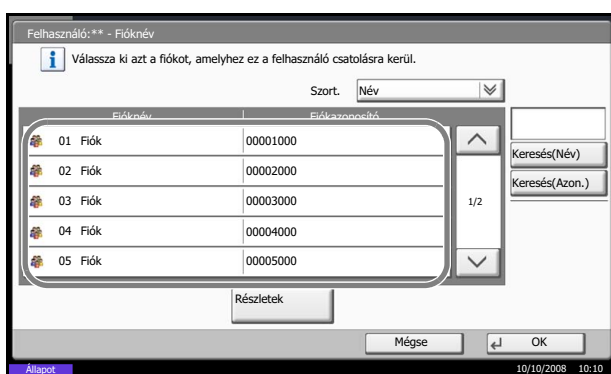 Felhasználó:** - Fióknév
Válassza ki azt a fiókot, amelyhez ez a felhasználó csatolásra kerül.
Szort. Név
Fióknév Fiókazonosító
01 Fiók 00001000
02 Fiók 00002000
03 Fiók 00003000
04 Fiók 00004000
05 Fiók 00005000
1/2
Keresés(Név)
Keresés(Azon.)
Részletek
Mégse OK
Állapot 10/10/2008 10:10